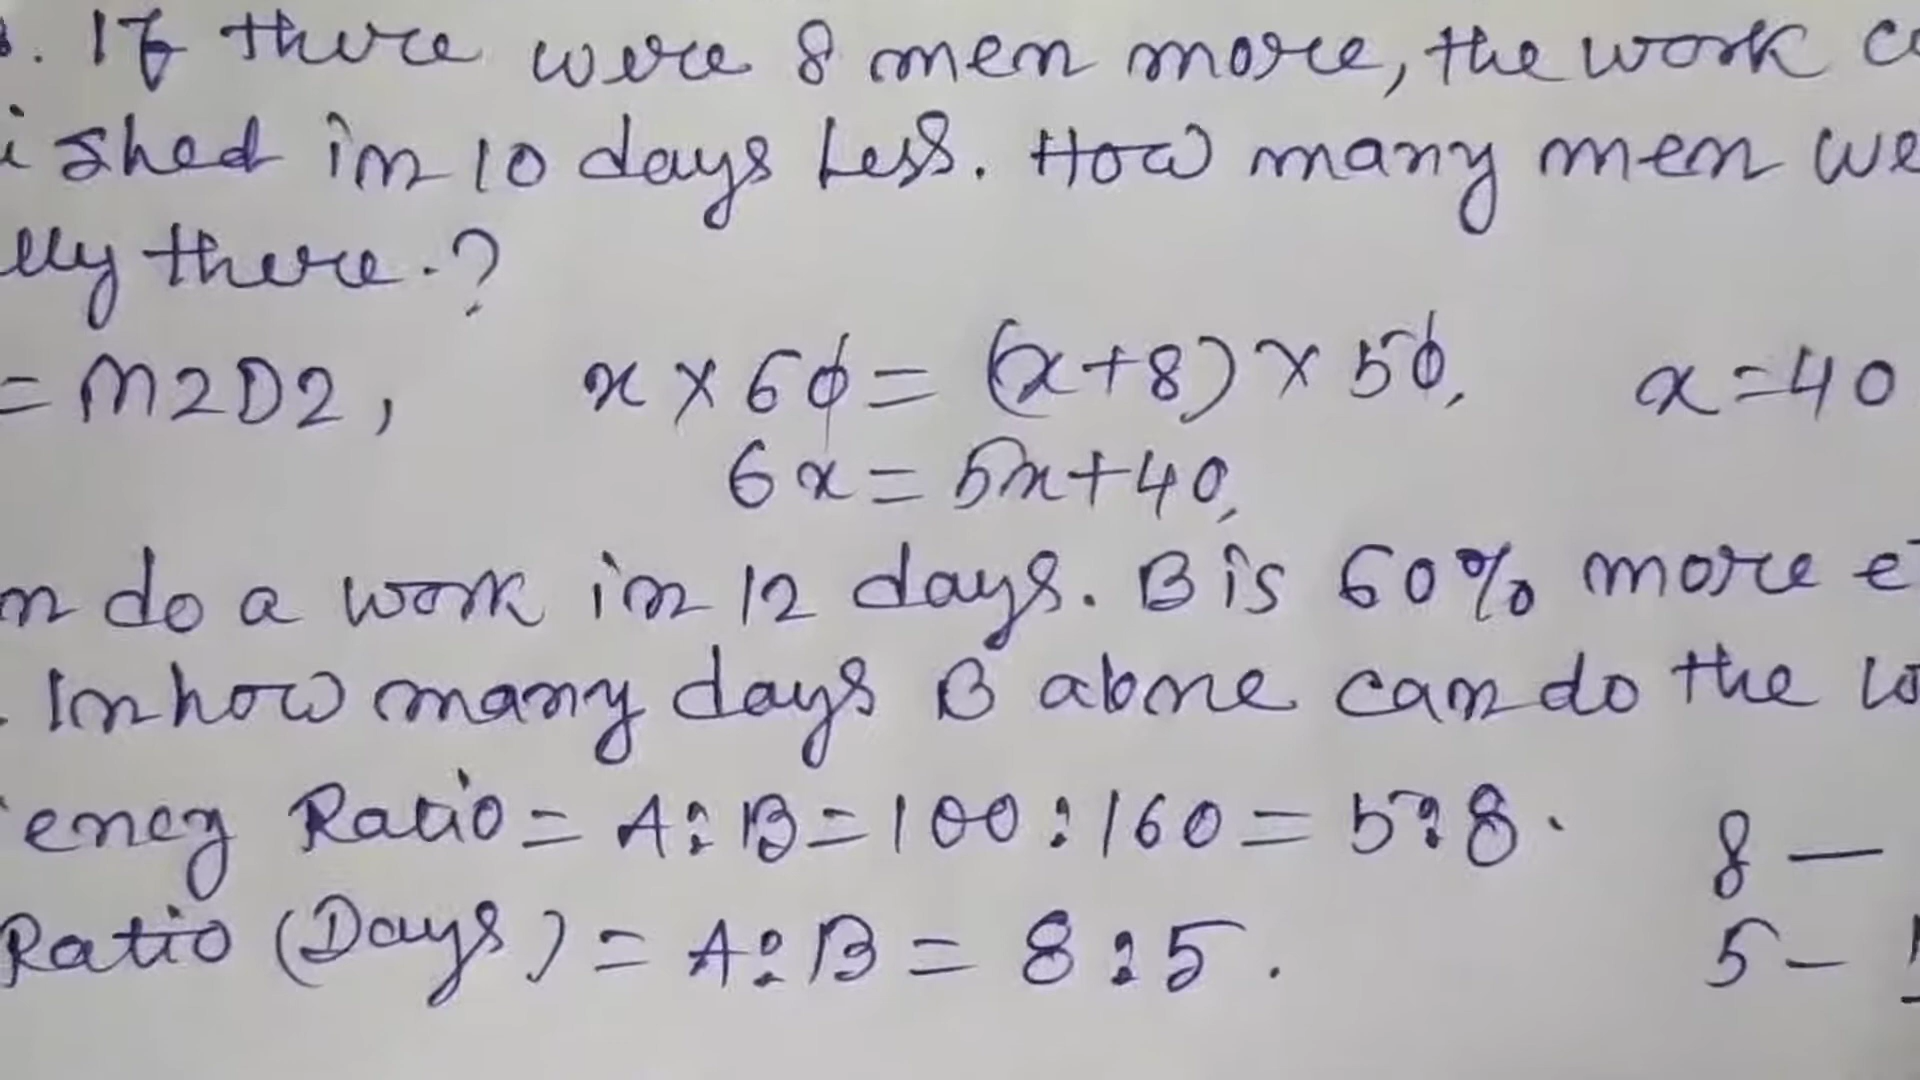 . If there were 8 men more, the work
ished in 10 days less. How many men we
lly there.?
= M2D2, x × 60 = (x+8) × 50, x=40
6x = 5x+40,
n do a work in 12 days. B is 60% more e
. In how many days B alone can do the wo
ency Ratio = A:B = 100:160 = 5:8. 8 —
Ratio (Days) = A:B = 8:5. 5 —